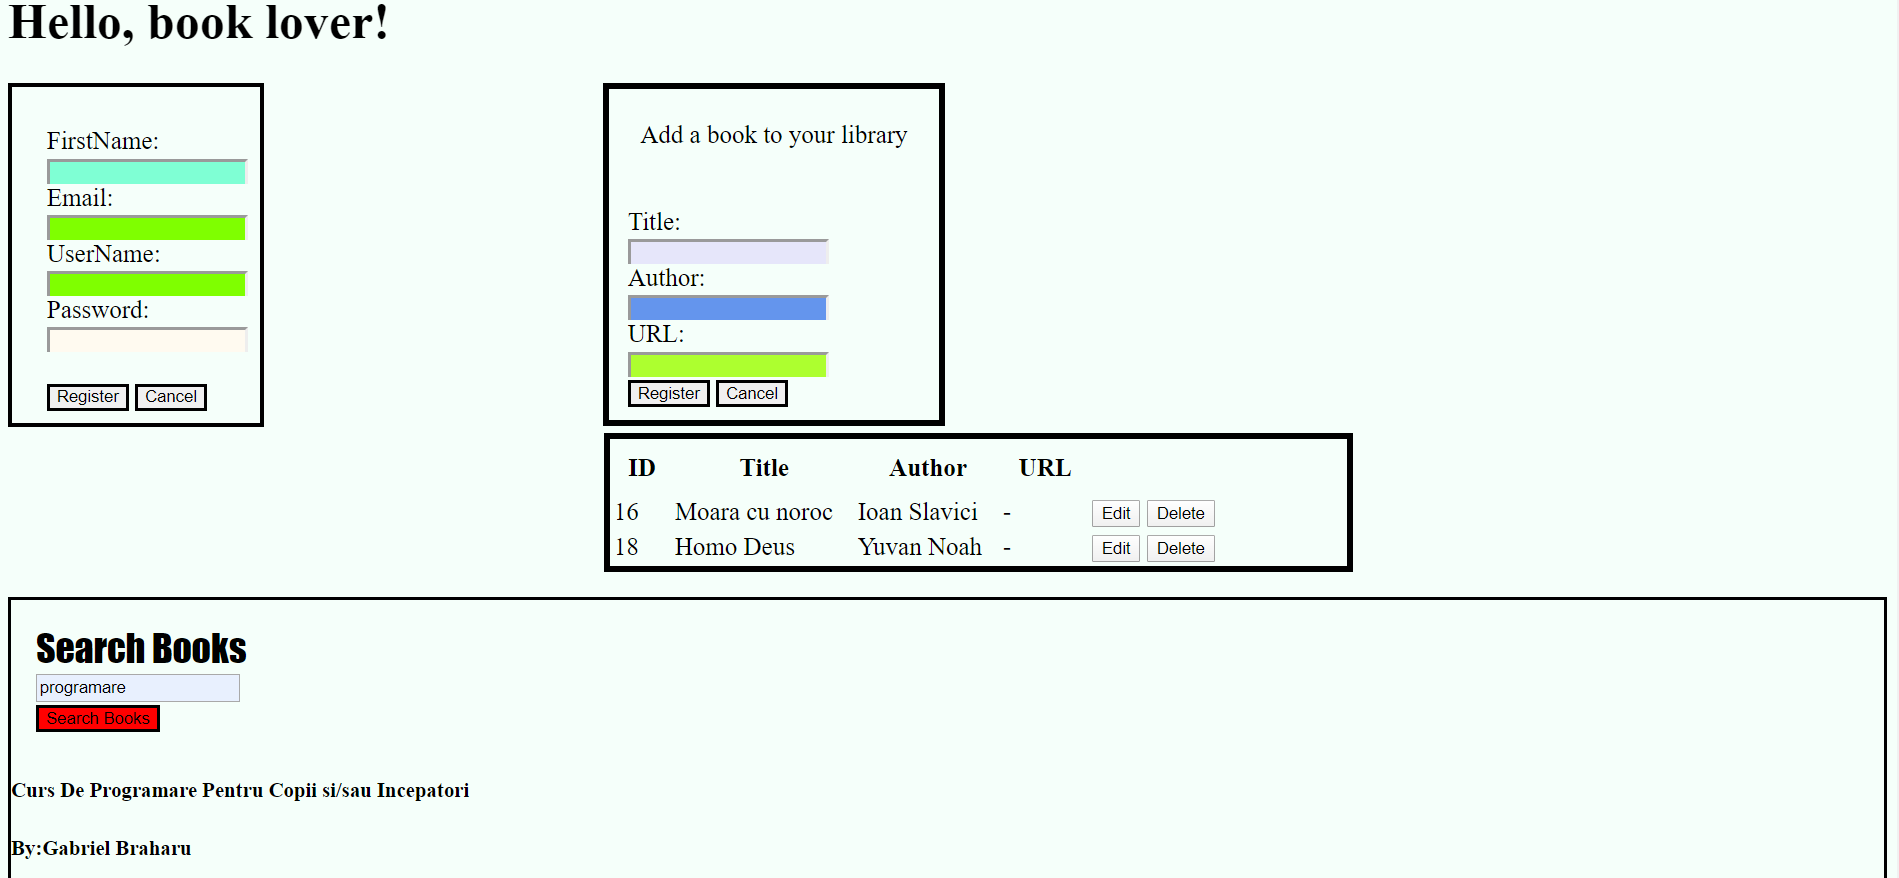 Hello, book lover!
FirstName:
Email:
UserName:
Password:
Register Cancel
Add a book to your library
Title:
Author:
URL:
Register Cancel
ID Title Author URL
16 Moara cu noroc Ioan Slavici - Edit Delete
18 Homo Deus Yuvan Noah - Edit Delete
Search Books
programare
Search Books
Curs De Programare Pentru Copii si/sau Incepatori
By:Gabriel Braharu